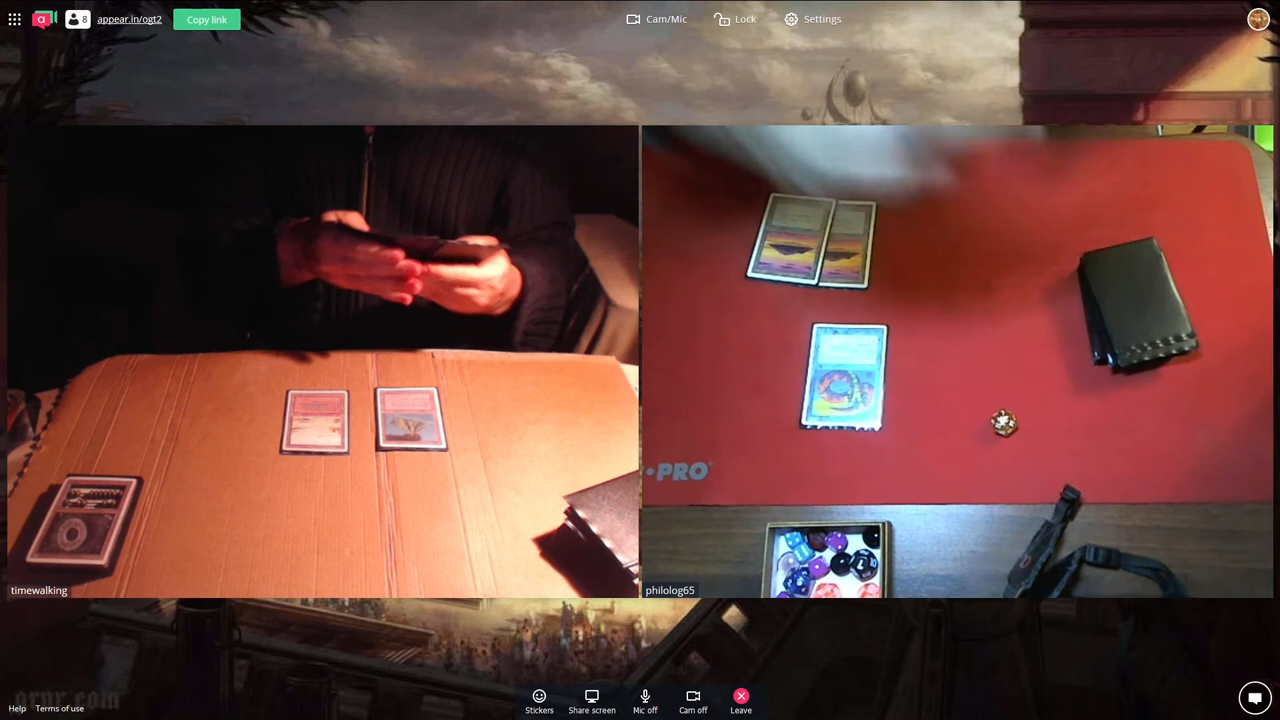 8
appear.in/ogt2
Copy link
Cam/Mic
Lock
Settings
PRO
timewalking
philolog65
Help
Terms of use
Stickers
Share screen
Mic off
Cam off
Leave